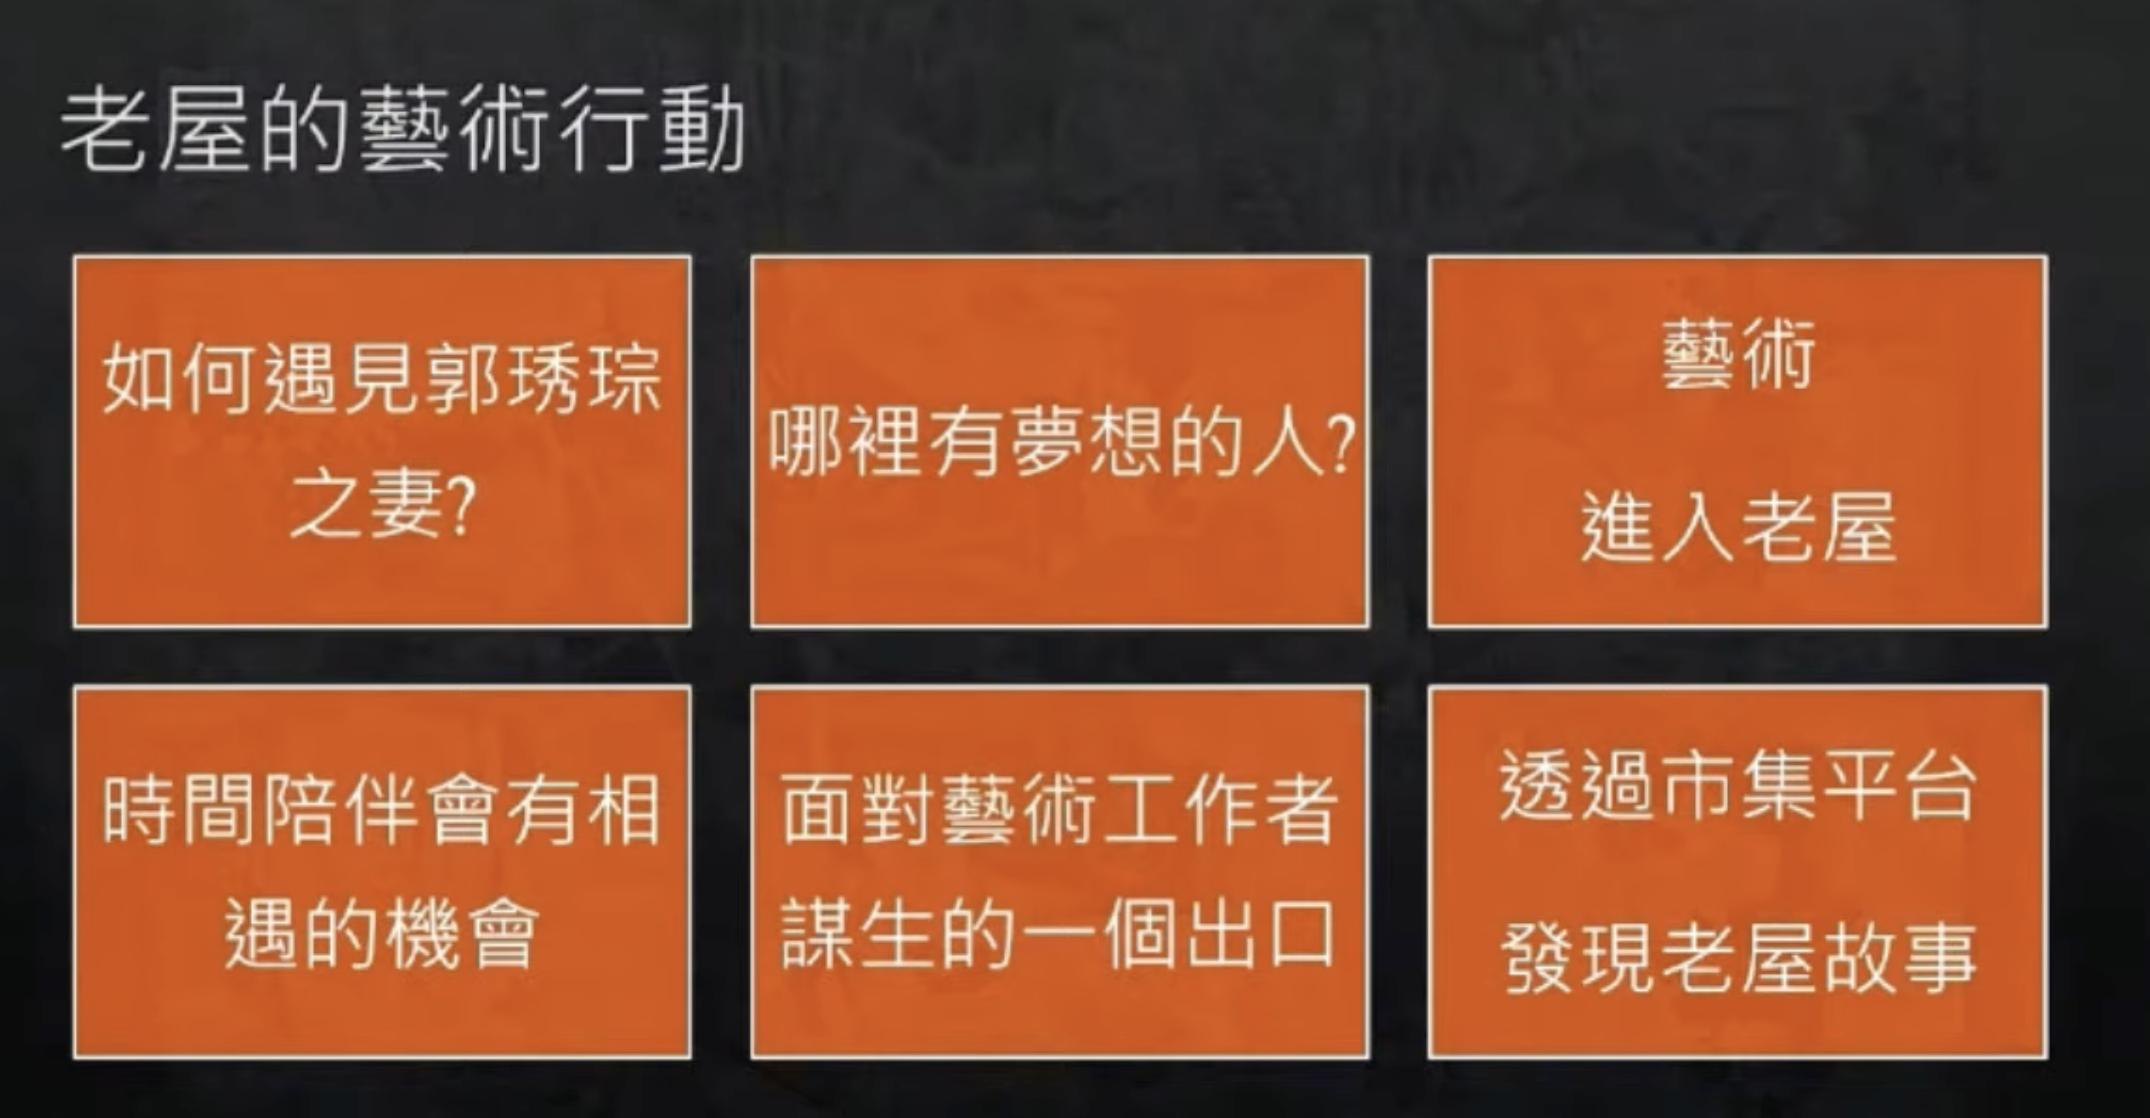 老屋的藝術行動
如何遇見郭琇琮
之妻?
哪裡有夢想的人?
藝術
進入老屋
時間陪伴會有相
遇的機會
面對藝術工作者
謀生的一個出口
透過市集平台
發現老屋故事